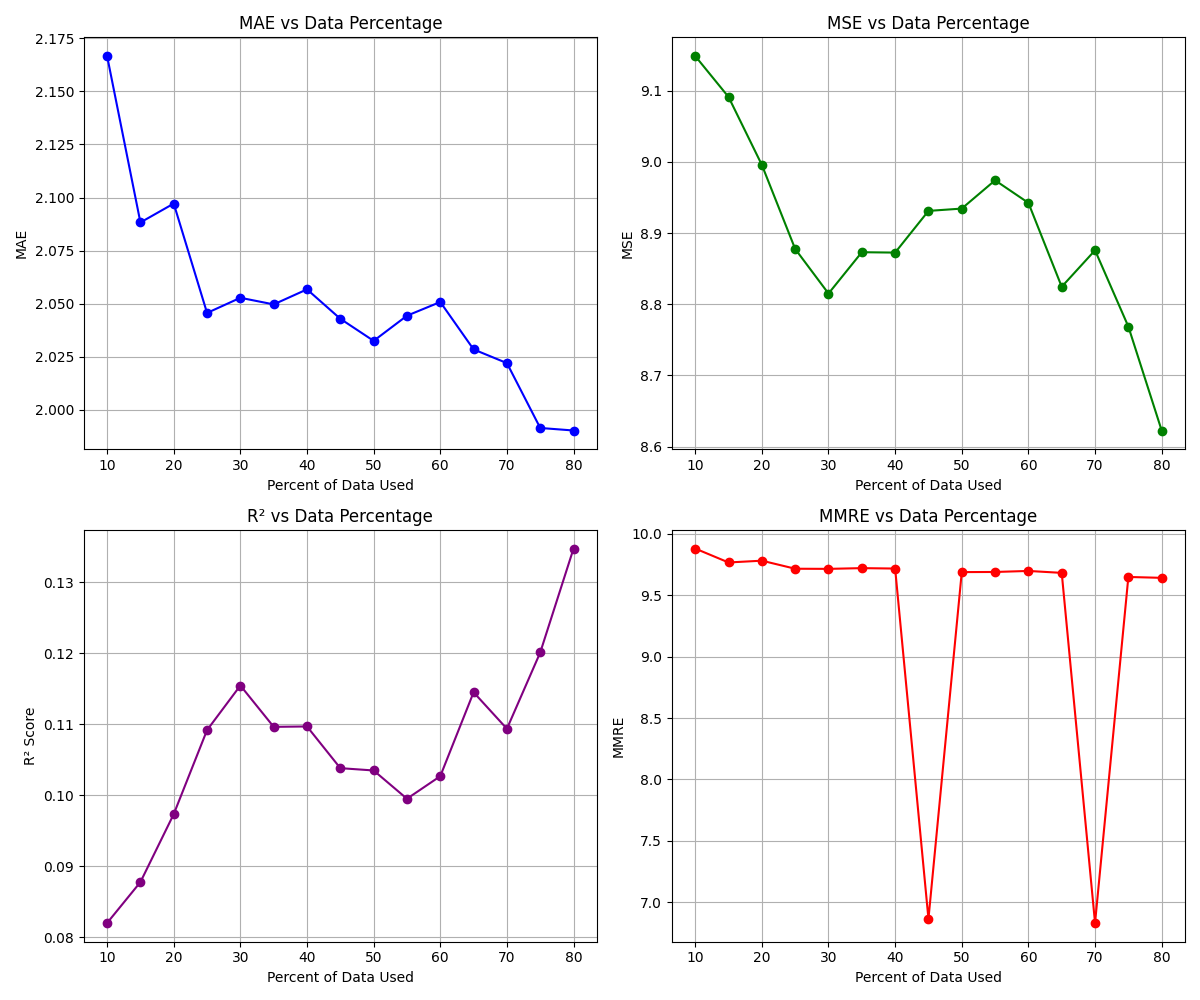 MAE vs Data Percentage
2.175
2.150
2.125
2.100
2.075
2.050
2.025
2.000
MAE
10 20 30 40 50 60 70 80
Percent of Data Used
MSE vs Data Percentage
9.1
9.0
8.9
8.8
8.7
8.6
MSE
10 20 30 40 50 60 70 80
Percent of Data Used
R² vs Data Percentage
0.13
0.12
0.11
0.10
0.09
0.08
R² Score
10 20 30 40 50 60 70 80
Percent of Data Used
MMRE vs Data Percentage
10.0
9.5
9.0
8.5
8.0
7.5
7.0
MMRE
10 20 30 40 50 60 70 80
Percent of Data Used